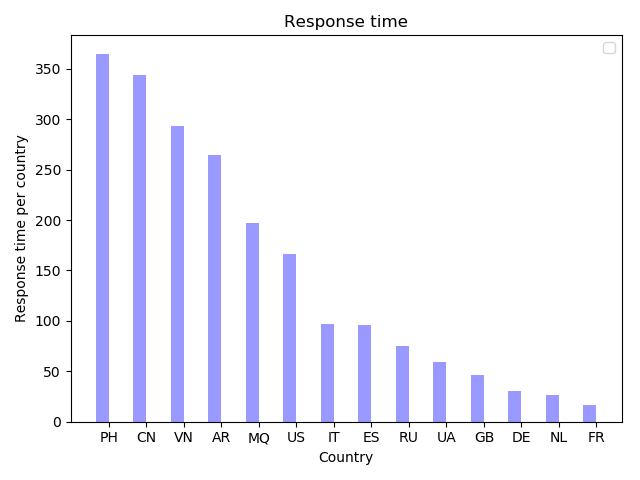 Response time
Response time per country
350
300
250
200
150
100
50
0
PH CN VN AR MQ US IT ES RU UA GB DE NL FR
Country